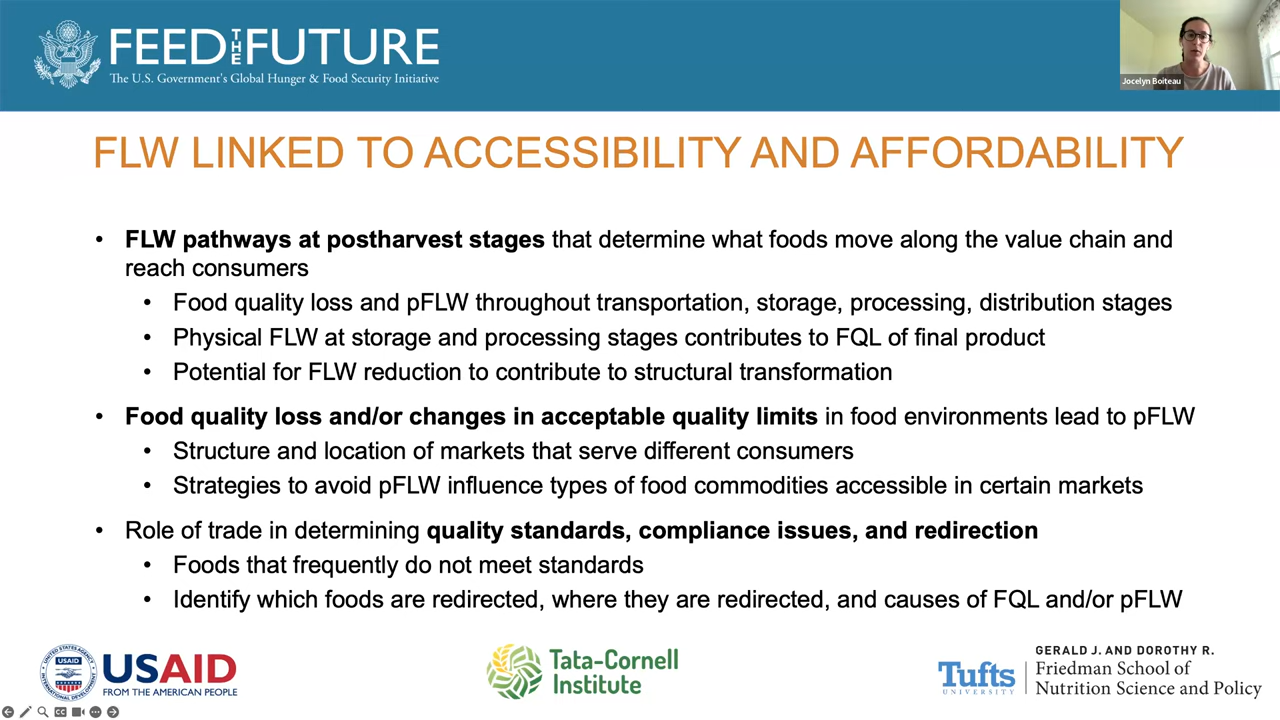 FEED THE FUTURE
The U.S. Government's Global Hunger & Food Security Initiative
Jocelyn Boiteau
FLW LINKED TO ACCESSIBILITY AND AFFORDABILITY
• FLW pathways at postharvest stages that determine what foods move along the value chain and
reach consumers
• Food quality loss and pFLW throughout transportation, storage, processing, distribution stages
• Physical FLW at storage and processing stages contributes to FQL of final product
• Potential for FLW reduction to contribute to structural transformation
• Food quality loss and/or changes in acceptable quality limits in food environments lead to pFLW
• Structure and location of markets that serve different consumers
• Strategies to avoid pFLW influence types of food commodities accessible in certain markets
• Role of trade in determining quality standards, compliance issues, and redirection
• Foods that frequently do not meet standards
• Identify which foods are redirected, where they are redirected, and causes of FQL and/or pFLW
UNITED STATES AGENCY
USAID
INTERNATIONAL DEVELOPMENT
USAID
FROM THE AMERICAN PEOPLE
Tata-Cornell
Institute
Tufts
UNIVERSITY
GERALD J. AND DOROTHY R.
Friedman School of
Nutrition Science and Policy
CC